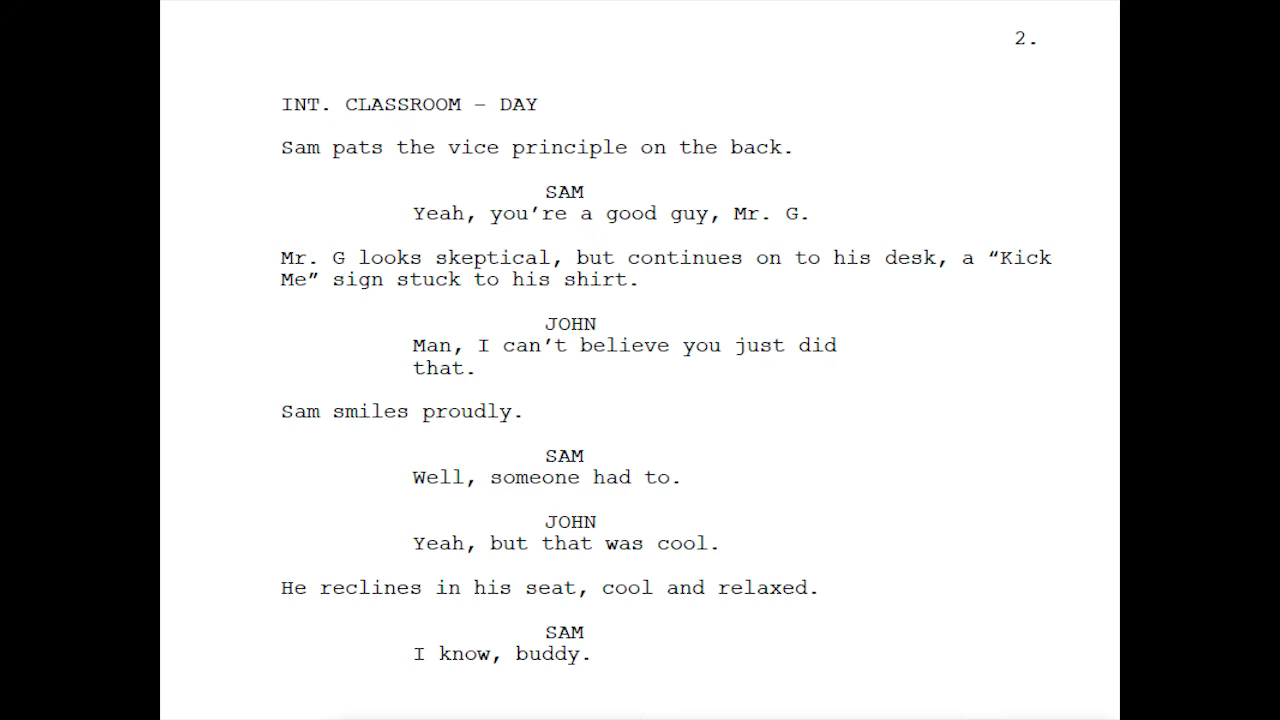 2.
INT. CLASSROOM – DAY
Sam pats the vice principle on the back.
SAM
Yeah, you’re a good guy, Mr. G.
Mr. G looks skeptical, but continues on to his desk, a “Kick
Me” sign stuck to his shirt.
JOHN
Man, I can’t believe you just did
that.
Sam smiles proudly.
SAM
Well, someone had to.
JOHN
Yeah, but that was cool.
He reclines in his seat, cool and relaxed.
SAM
I know, buddy.